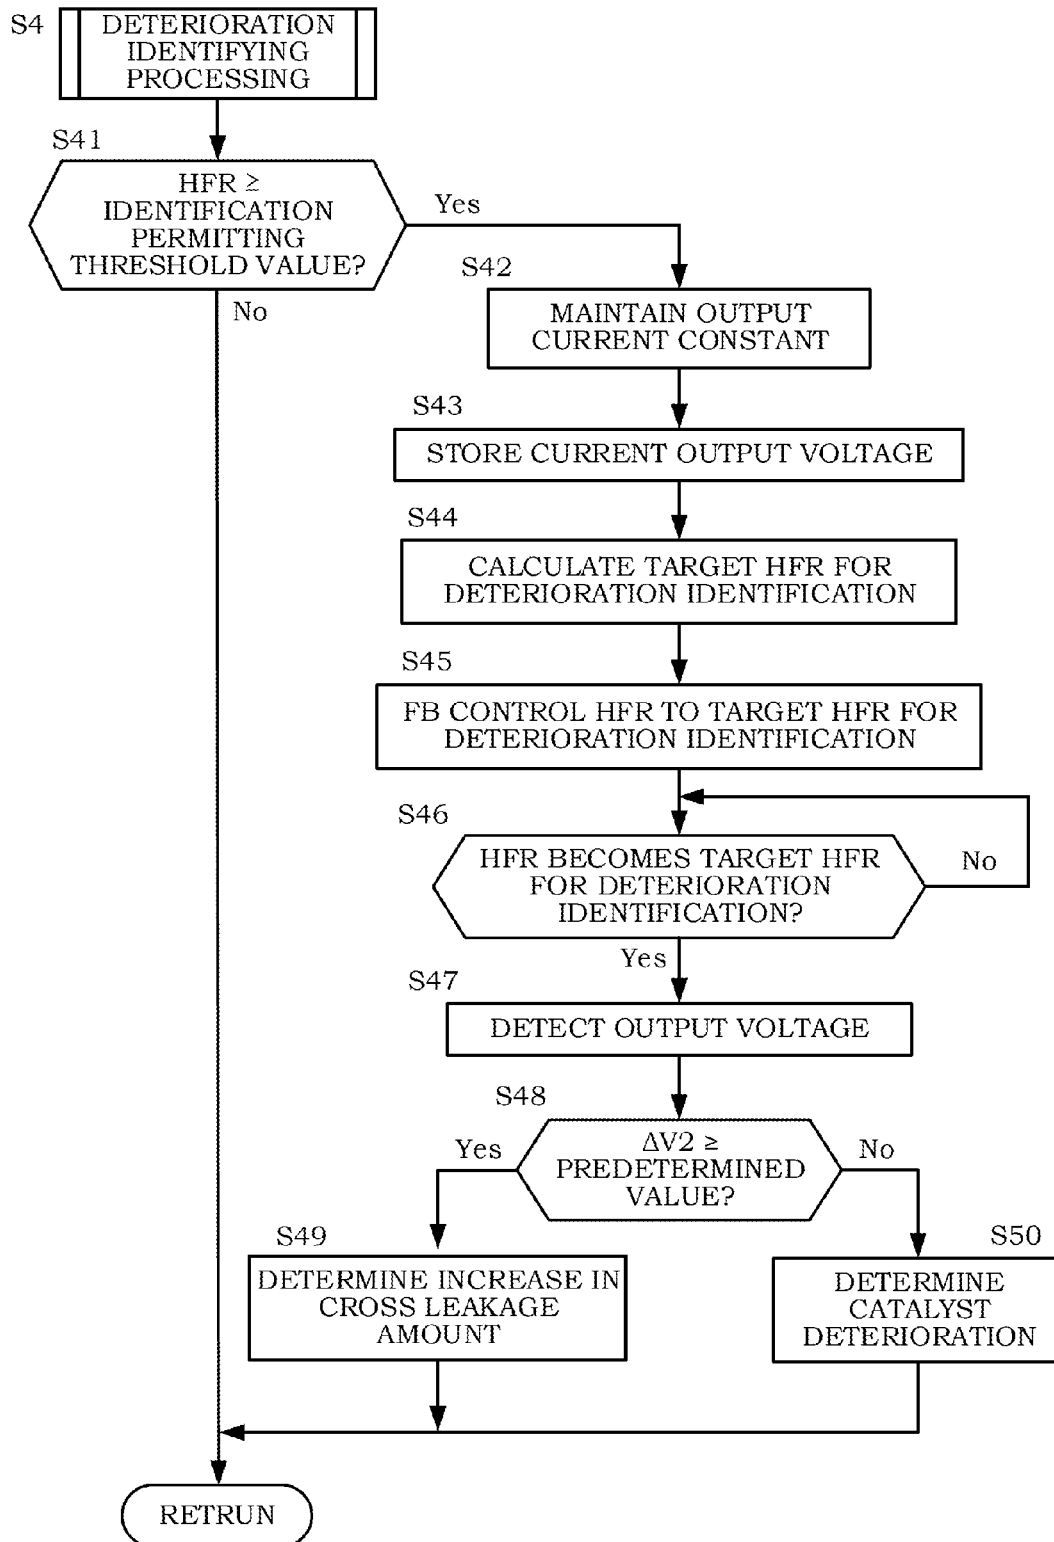 S4
DETERIORATION
IDENTIFYING
PROCESSING
S41
HFR ≥
IDENTIFICATION
PERMITTING
THRESHOLD VALUE?
Yes
No
S42
MAINTAIN OUTPUT
CURRENT CONSTANT
S43
STORE CURRENT OUTPUT VOLTAGE
S44
CALCULATE TARGET HFR FOR
DETERIORATION IDENTIFICATION
S45
FB CONTROL HFR TO TARGET HFR FOR
DETERIORATION IDENTIFICATION
S46
HFR BECOMES TARGET HFR
FOR DETERIORATION
IDENTIFICATION?
No
Yes
S47
DETECT OUTPUT VOLTAGE
S48
ΔV2 ≥
PREDETERMINED
VALUE?
Yes
No
S49
DETERMINE INCREASE IN
CROSS LEAKAGE
AMOUNT
S50
DETERMINE
CATALYST
DETERIORATION
RETRUN